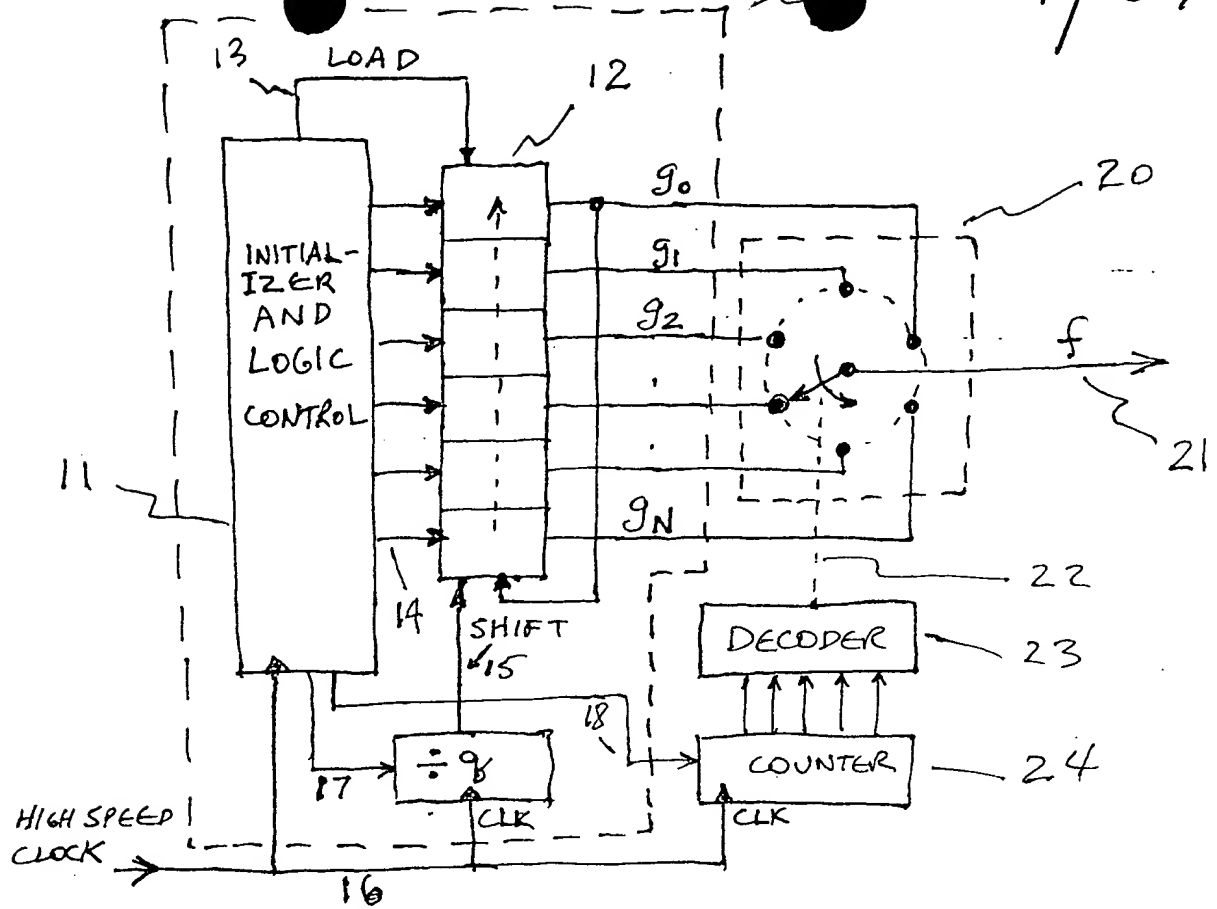 13
LOAD
12
20
g0
g1
g2
gN
INITIAL-
IZER
AND
LOGIC
CONTROL
11
14
f
21
22
SHIFT
15
DECODER
23
18
17
÷ q
CLK
COUNTER
24
CLK
HIGH SPEED
CLOCK
16